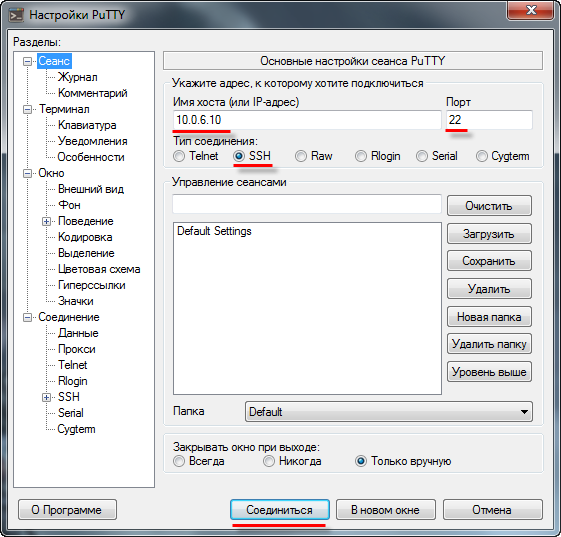 Настройки PuTTY
Разделы:
Сеанс
Журнал
Комментарий
Терминал
Клавиатура
Уведомления
Особенности
Окно
Внешний вид
Фон
Поведение
Кодировка
Выделение
Цветовая схема
Гиперссылки
Значки
Соединение
Данные
Прокси
Telnet
Rlogin
SSH
Serial
Cygterm
Основные настройки сеанса PuTTY
Укажите адрес, к которому хотите подключиться
Имя хоста (или IP-адрес) Порт
10.0.6.10 22
Тип соединения:
Telnet SSH Raw Rlogin Serial Cygterm
Управление сеансами
Очистить
Default Settings
Загрузить
Сохранить
Удалить
Новая папка
Удалить папку
Уровень выше
Папка Default
Закрывать окно при выходе:
Всегда Никогда Только вручную
О Программе Соединиться В новом окне Отмена